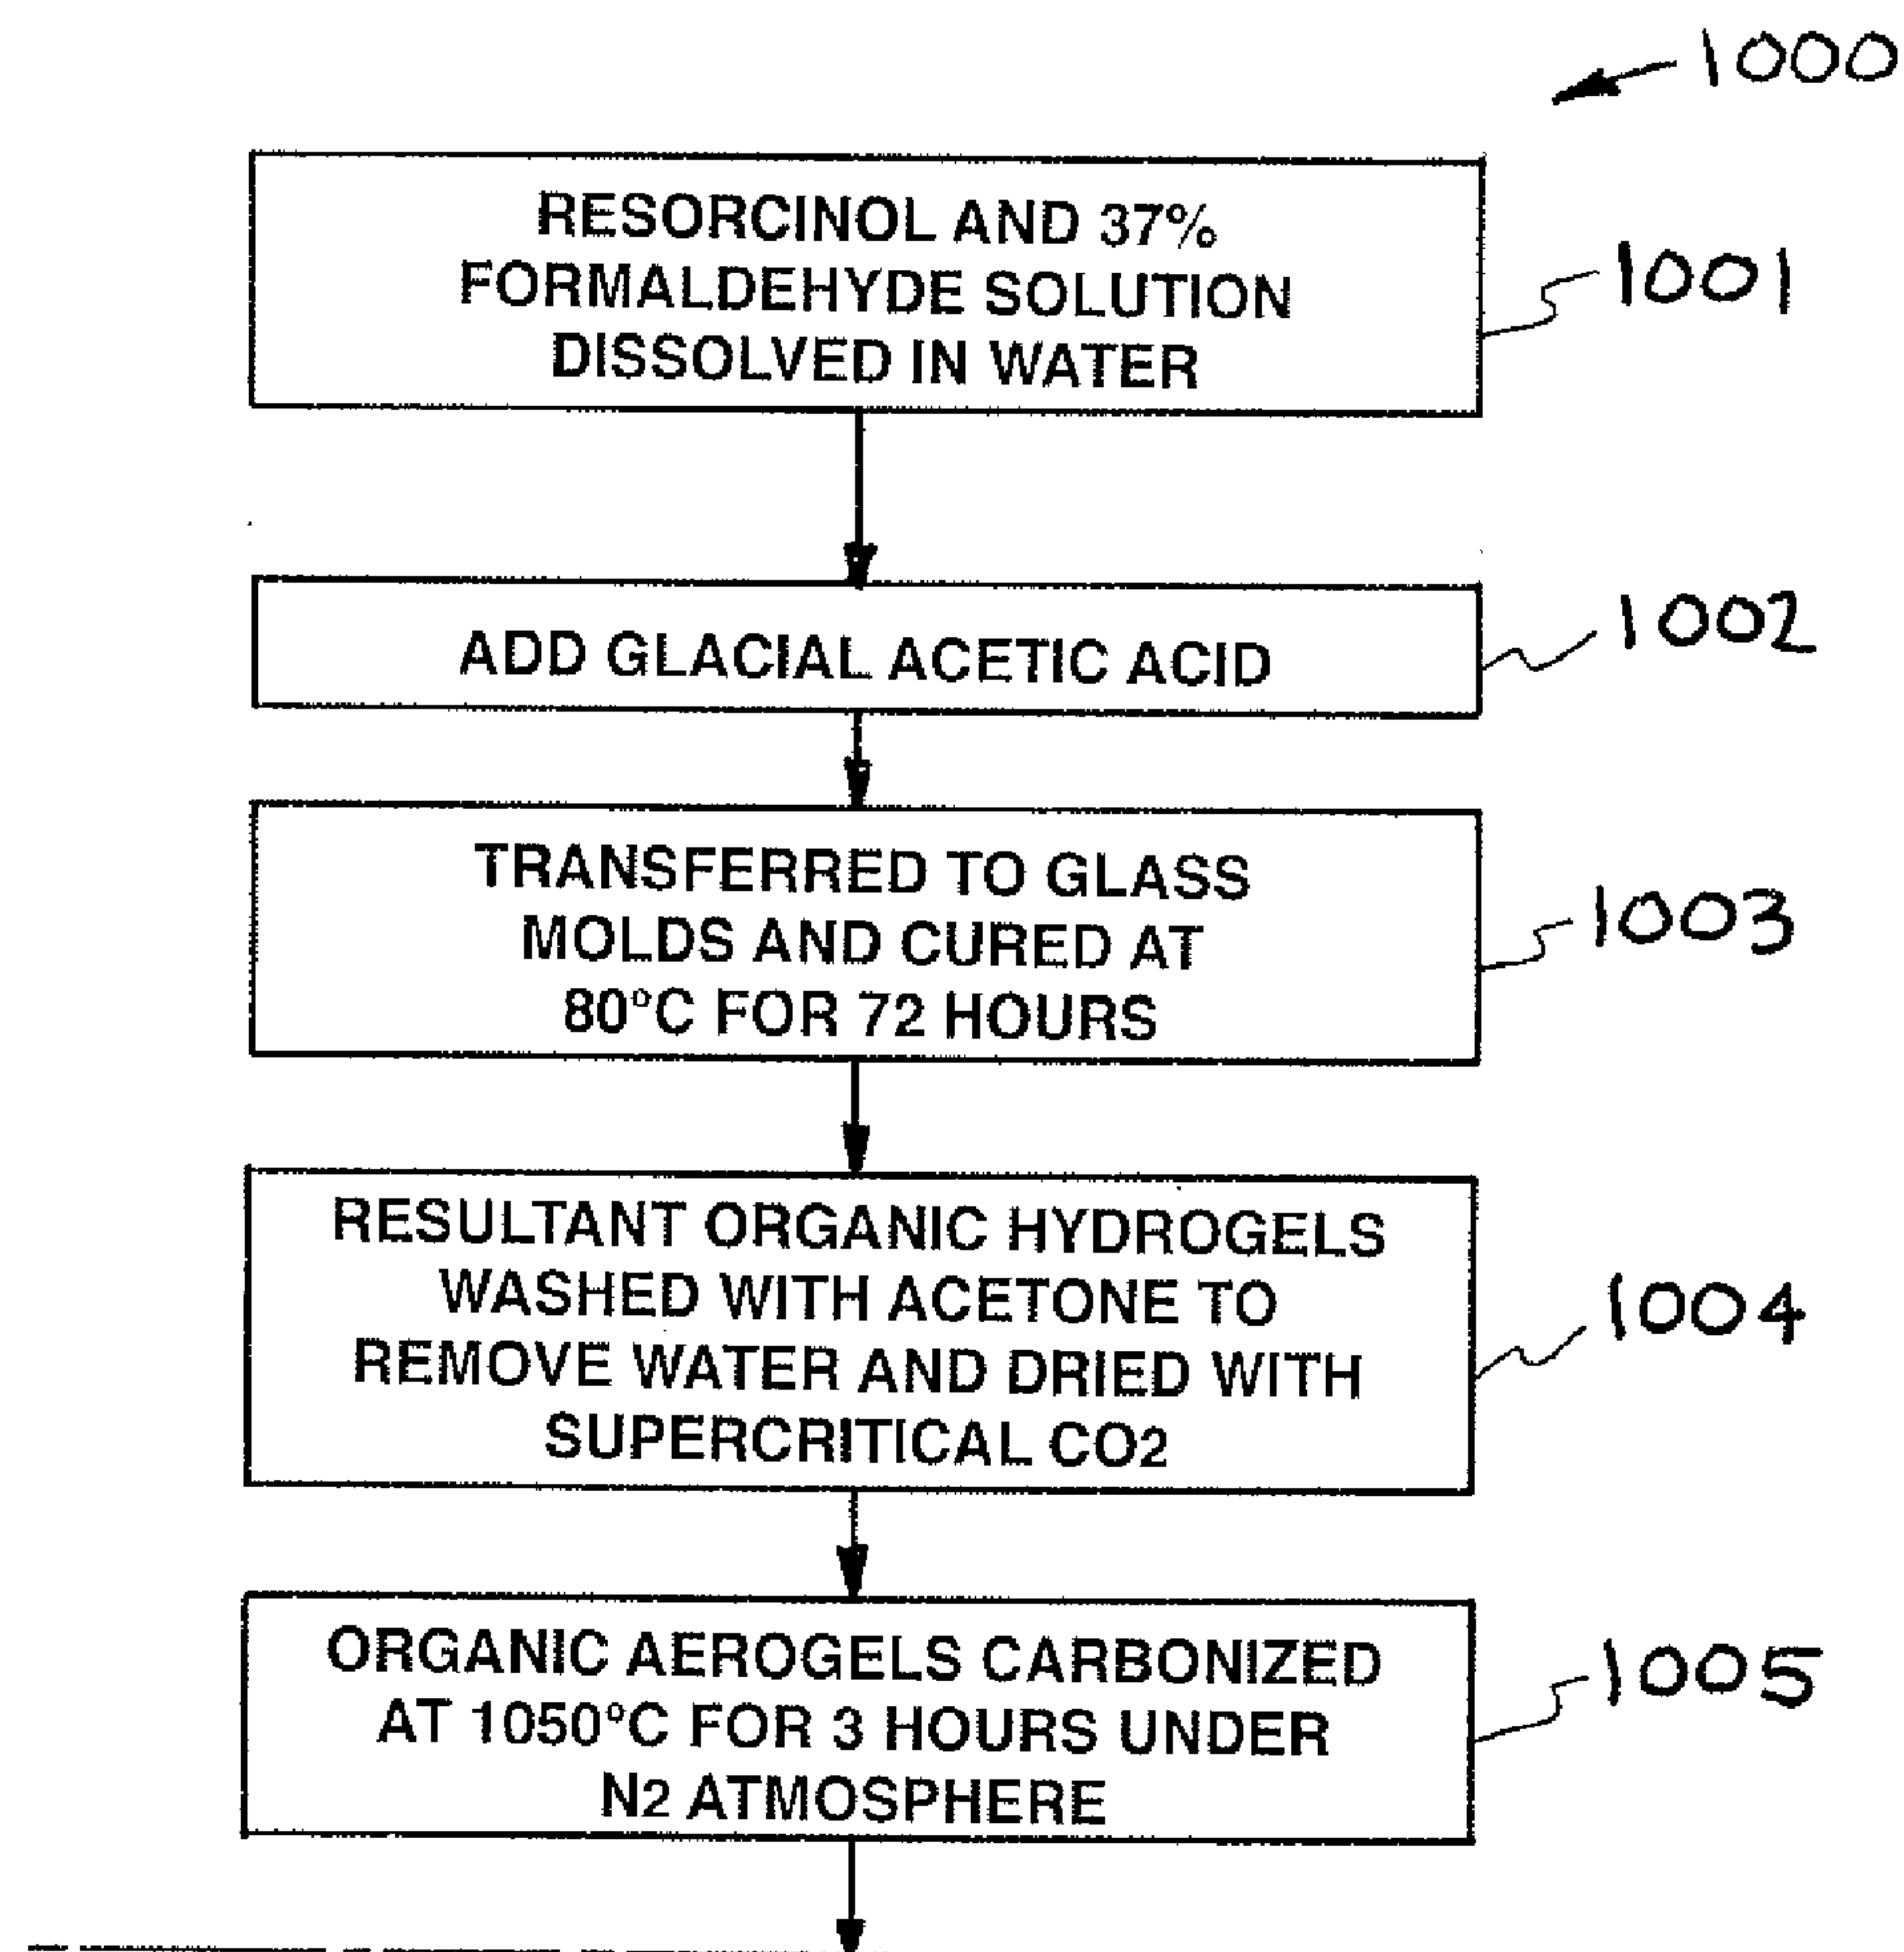 1000
RESORCINOL AND 37%
FORMALDEHYDE SOLUTION
DISSOLVED IN WATER
1001
ADD GLACIAL ACETIC ACID
1002
TRANSFERRED TO GLASS
MOLDS AND CURED AT
80°C FOR 72 HOURS
1003
RESULTANT ORGANIC HYDROGELS
WASHED WITH ACETONE TO
REMOVE WATER AND DRIED WITH
SUPERCRITICAL CO2
1004
ORGANIC AEROGELS CARBONIZED
AT 1050°C FOR 3 HOURS UNDER
N2 ATMOSPHERE
1005